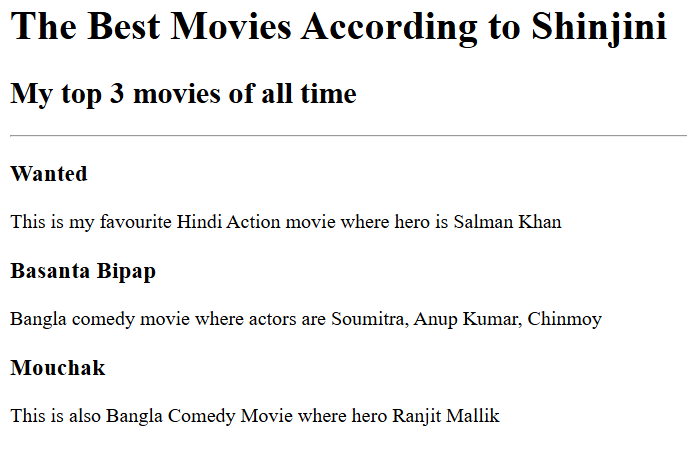 The Best Movies According to Shinjini
My top 3 movies of all time
Wanted
This is my favourite Hindi Action movie where hero is Salman Khan
Basanta Bipap
Bangla comedy movie where actors are Soumitra, Anup Kumar, Chinmoy
Mouchak
This is also Bangla Comedy Movie where hero Ranjit Mallik